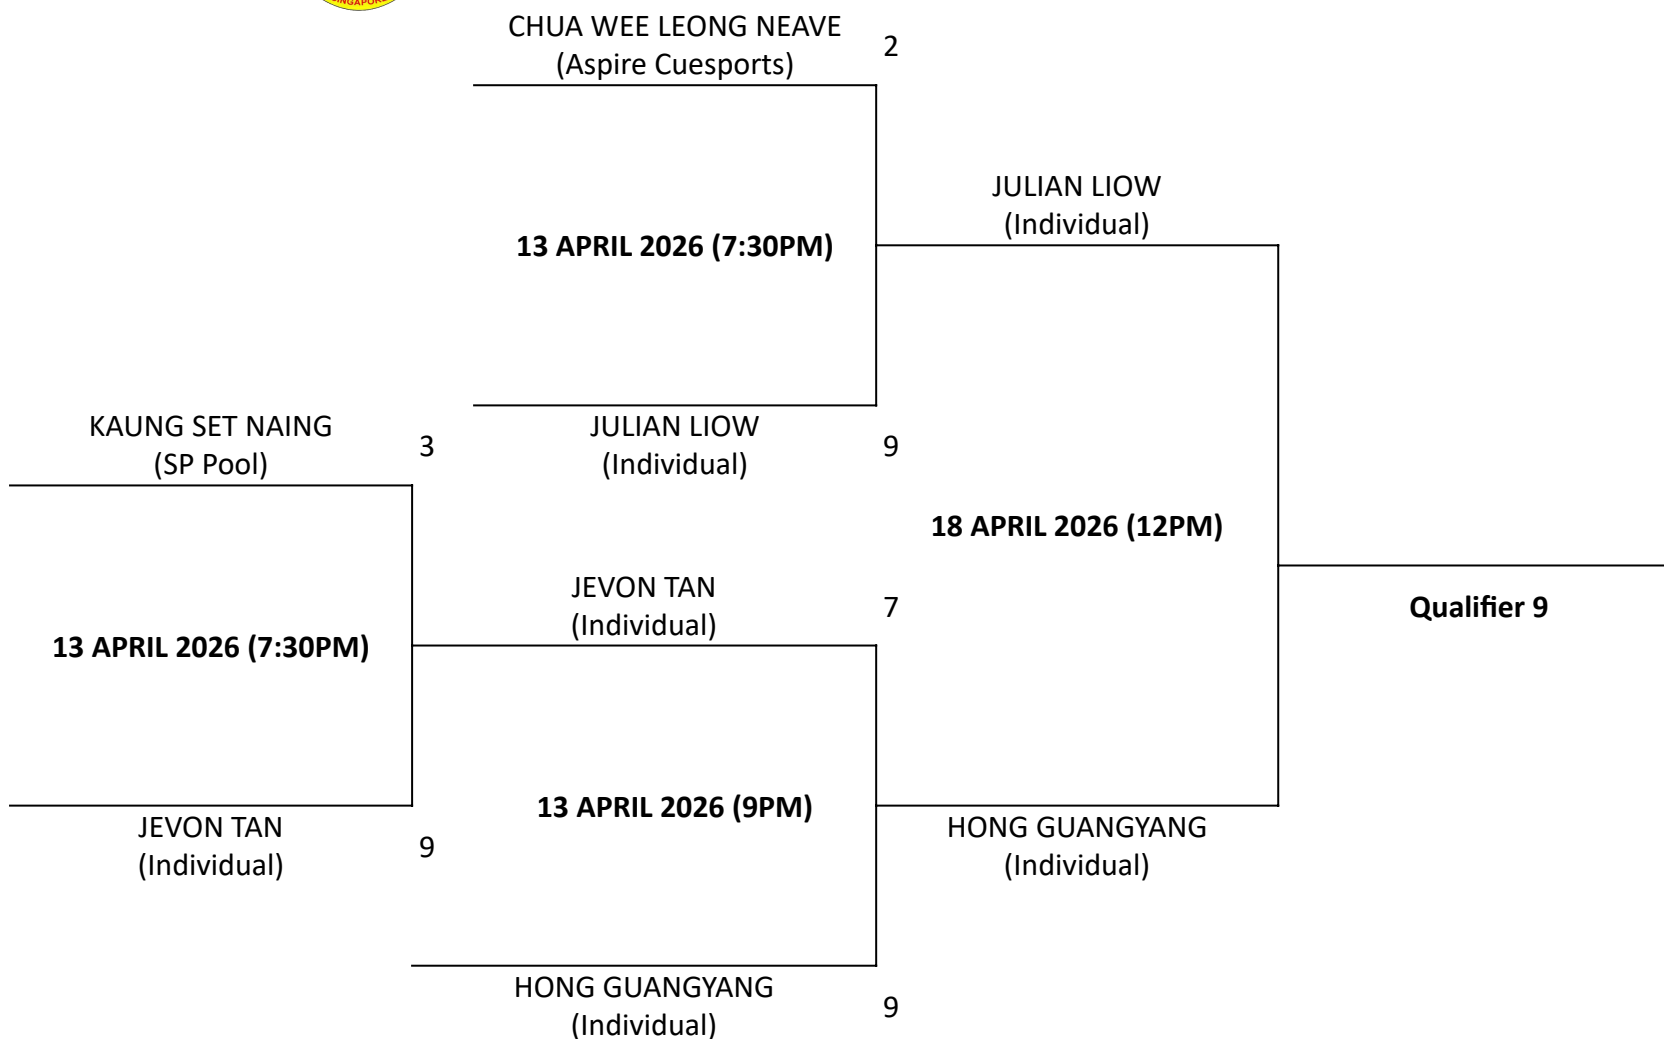 SINGAPORE
CHUA WEE LEONG NEAVE
(Aspire Cuesports)
2
13 APRIL 2026 (7:30PM)
JULIAN LIOW
(Individual)
9
JULIAN LIOW
(Individual)
KAUNG SET NAING
(SP Pool)
3
13 APRIL 2026 (7:30PM)
JEVON TAN
(Individual)
9
JEVON TAN
(Individual)
7
13 APRIL 2026 (9PM)
HONG GUANGYANG
(Individual)
9
18 APRIL 2026 (12PM)
HONG GUANGYANG
(Individual)
Qualifier 9